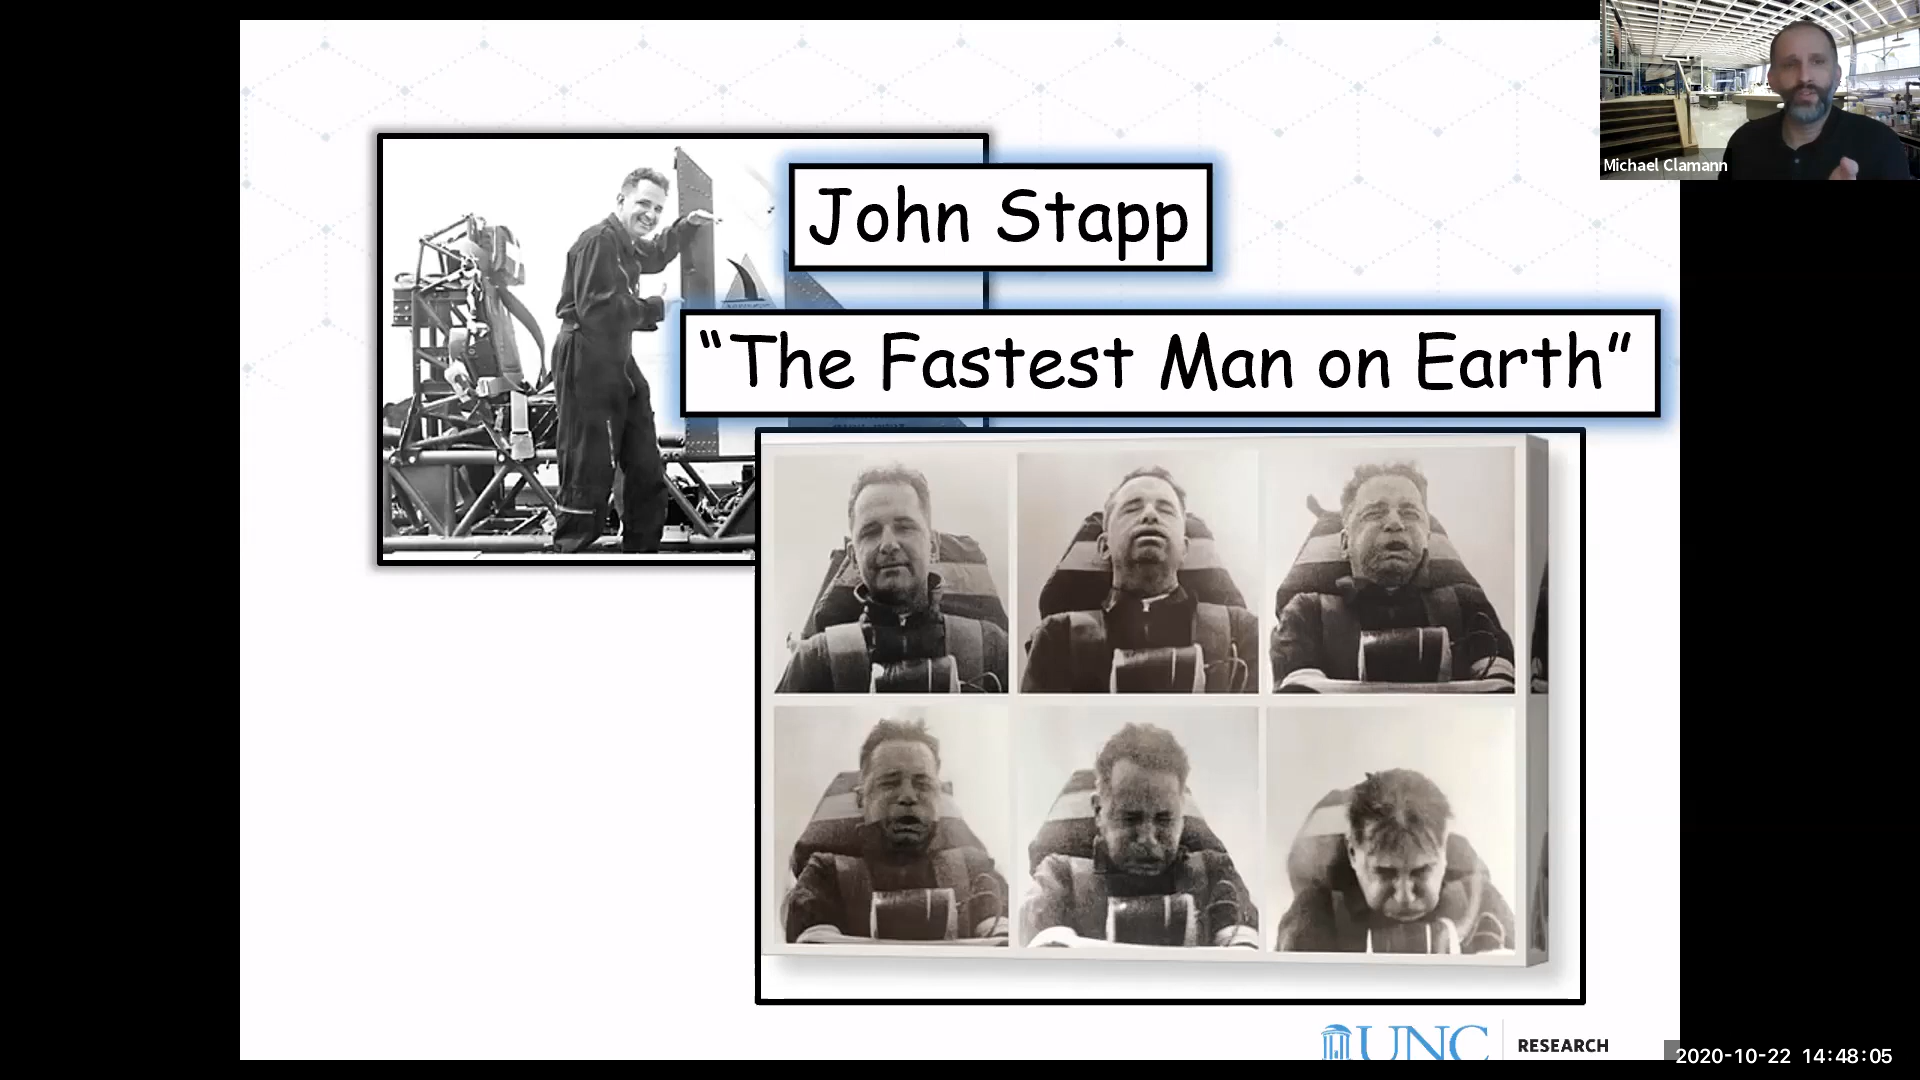 John Stapp
“The Fastest Man on Earth”
Michael Clamann
UNC
RESEARCH
2020-10-22 14:48:05